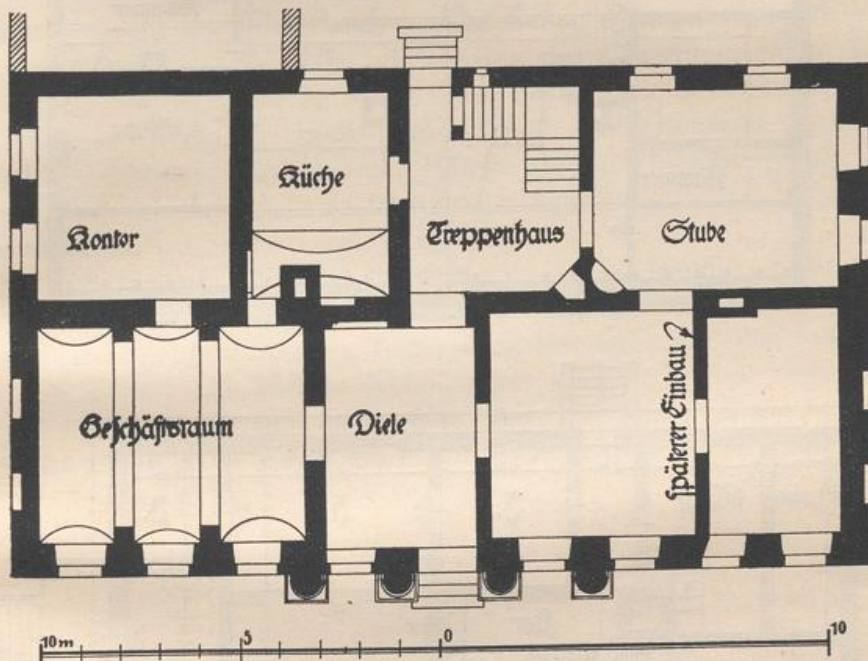 Küche
Kontor
Treppenhaus
Stube
Geschäftsraum
Diele
späterer Einbau
10m 5 0 10